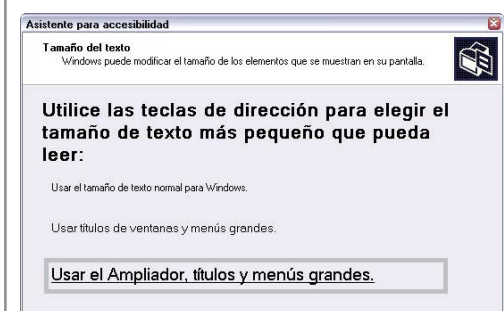 Asistente para accesibilidad
Tamaño del texto
Windows puede modificar el tamaño de los elementos que se muestran en su pantalla.
Utilice las teclas de dirección para elegir el
tamaño de texto más pequeño que pueda
leer:
Usar el tamaño de texto normal para Windows.
Usar títulos de ventanas y menús grandes.
Usar el Ampliador, títulos y menús grandes.